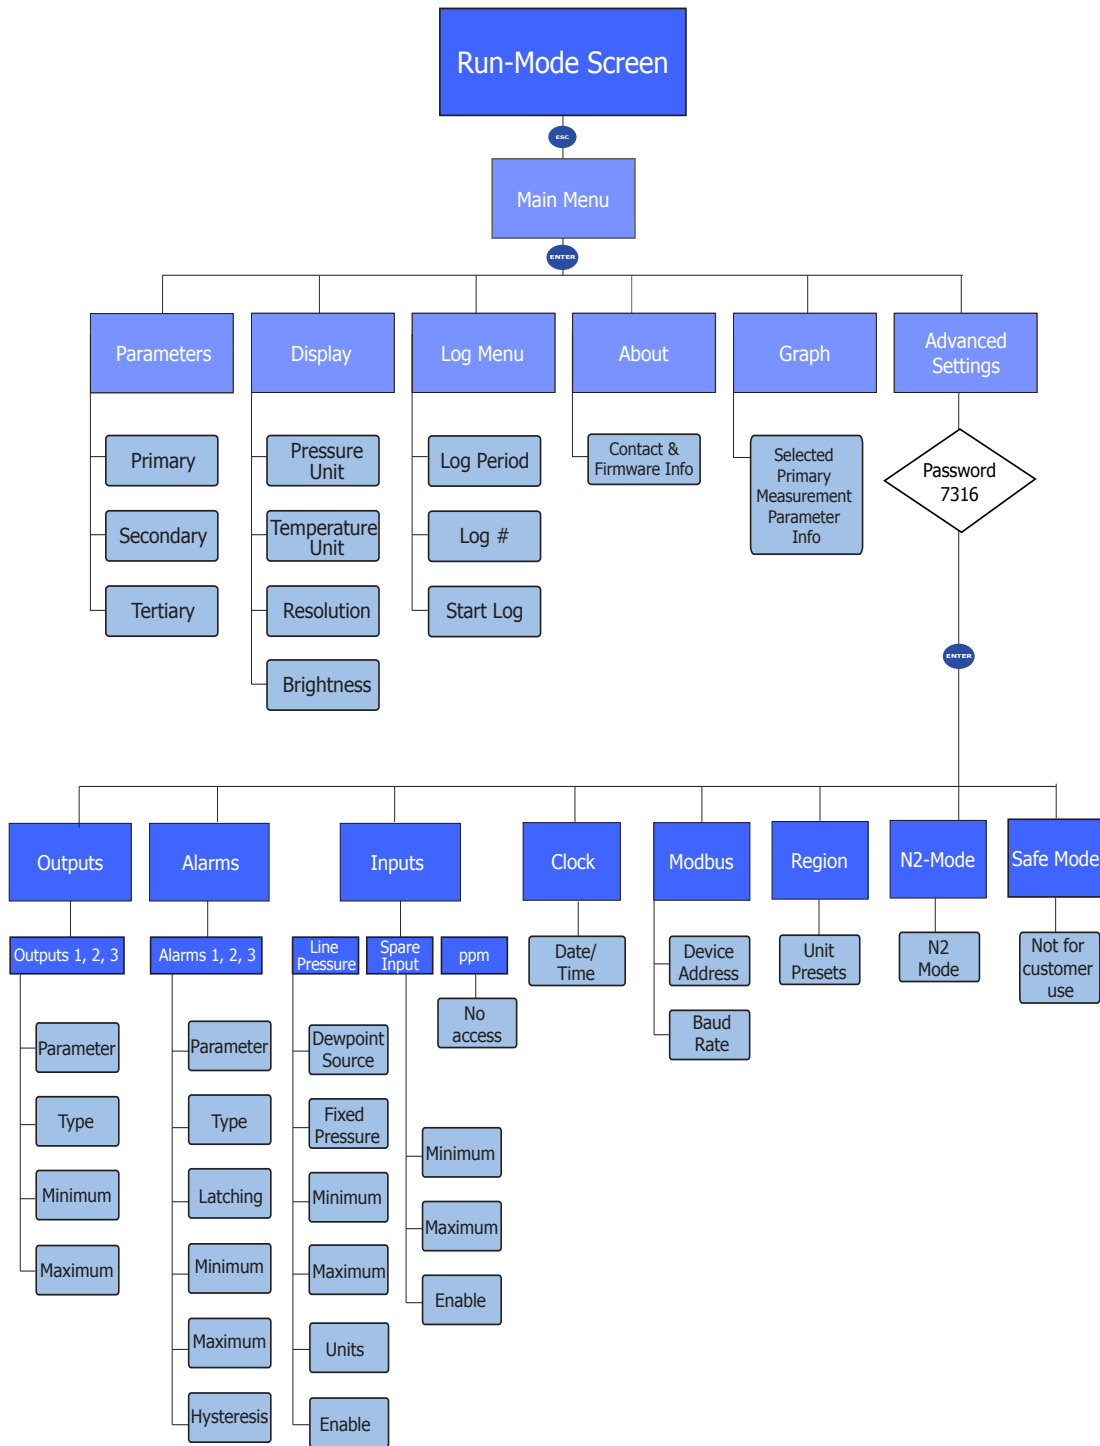 Run-Mode Screen
ESC
Main Menu
ENTER
Parameters
Display
Log Menu
About
Graph
Advanced
Settings
Primary
Secondary
Tertiary
Pressure
Unit
Temperature
Unit
Resolution
Brightness
Log Period
Log #
Start Log
Contact &
Firmware Info
Selected
Primary
Measurement
Parameter
Info
Password
7316
ENTER
Outputs
Alarms
Inputs
Clock
Modbus
Region
N2-Mode
Safe Mode
Outputs 1, 2, 3
Parameter
Type
Minimum
Maximum
Alarms 1, 2, 3
Parameter
Type
Latching
Minimum
Maximum
Hysteresis
Line
Pressure
Dewpoint
Source
Fixed
Pressure
Minimum
Maximum
Units
Enable
Spare
Input
Minimum
Maximum
Enable
ppm
No
access
Date/
Time
Device
Address
Baud
Rate
Unit
Presets
N2
Mode
Not for
customer
use